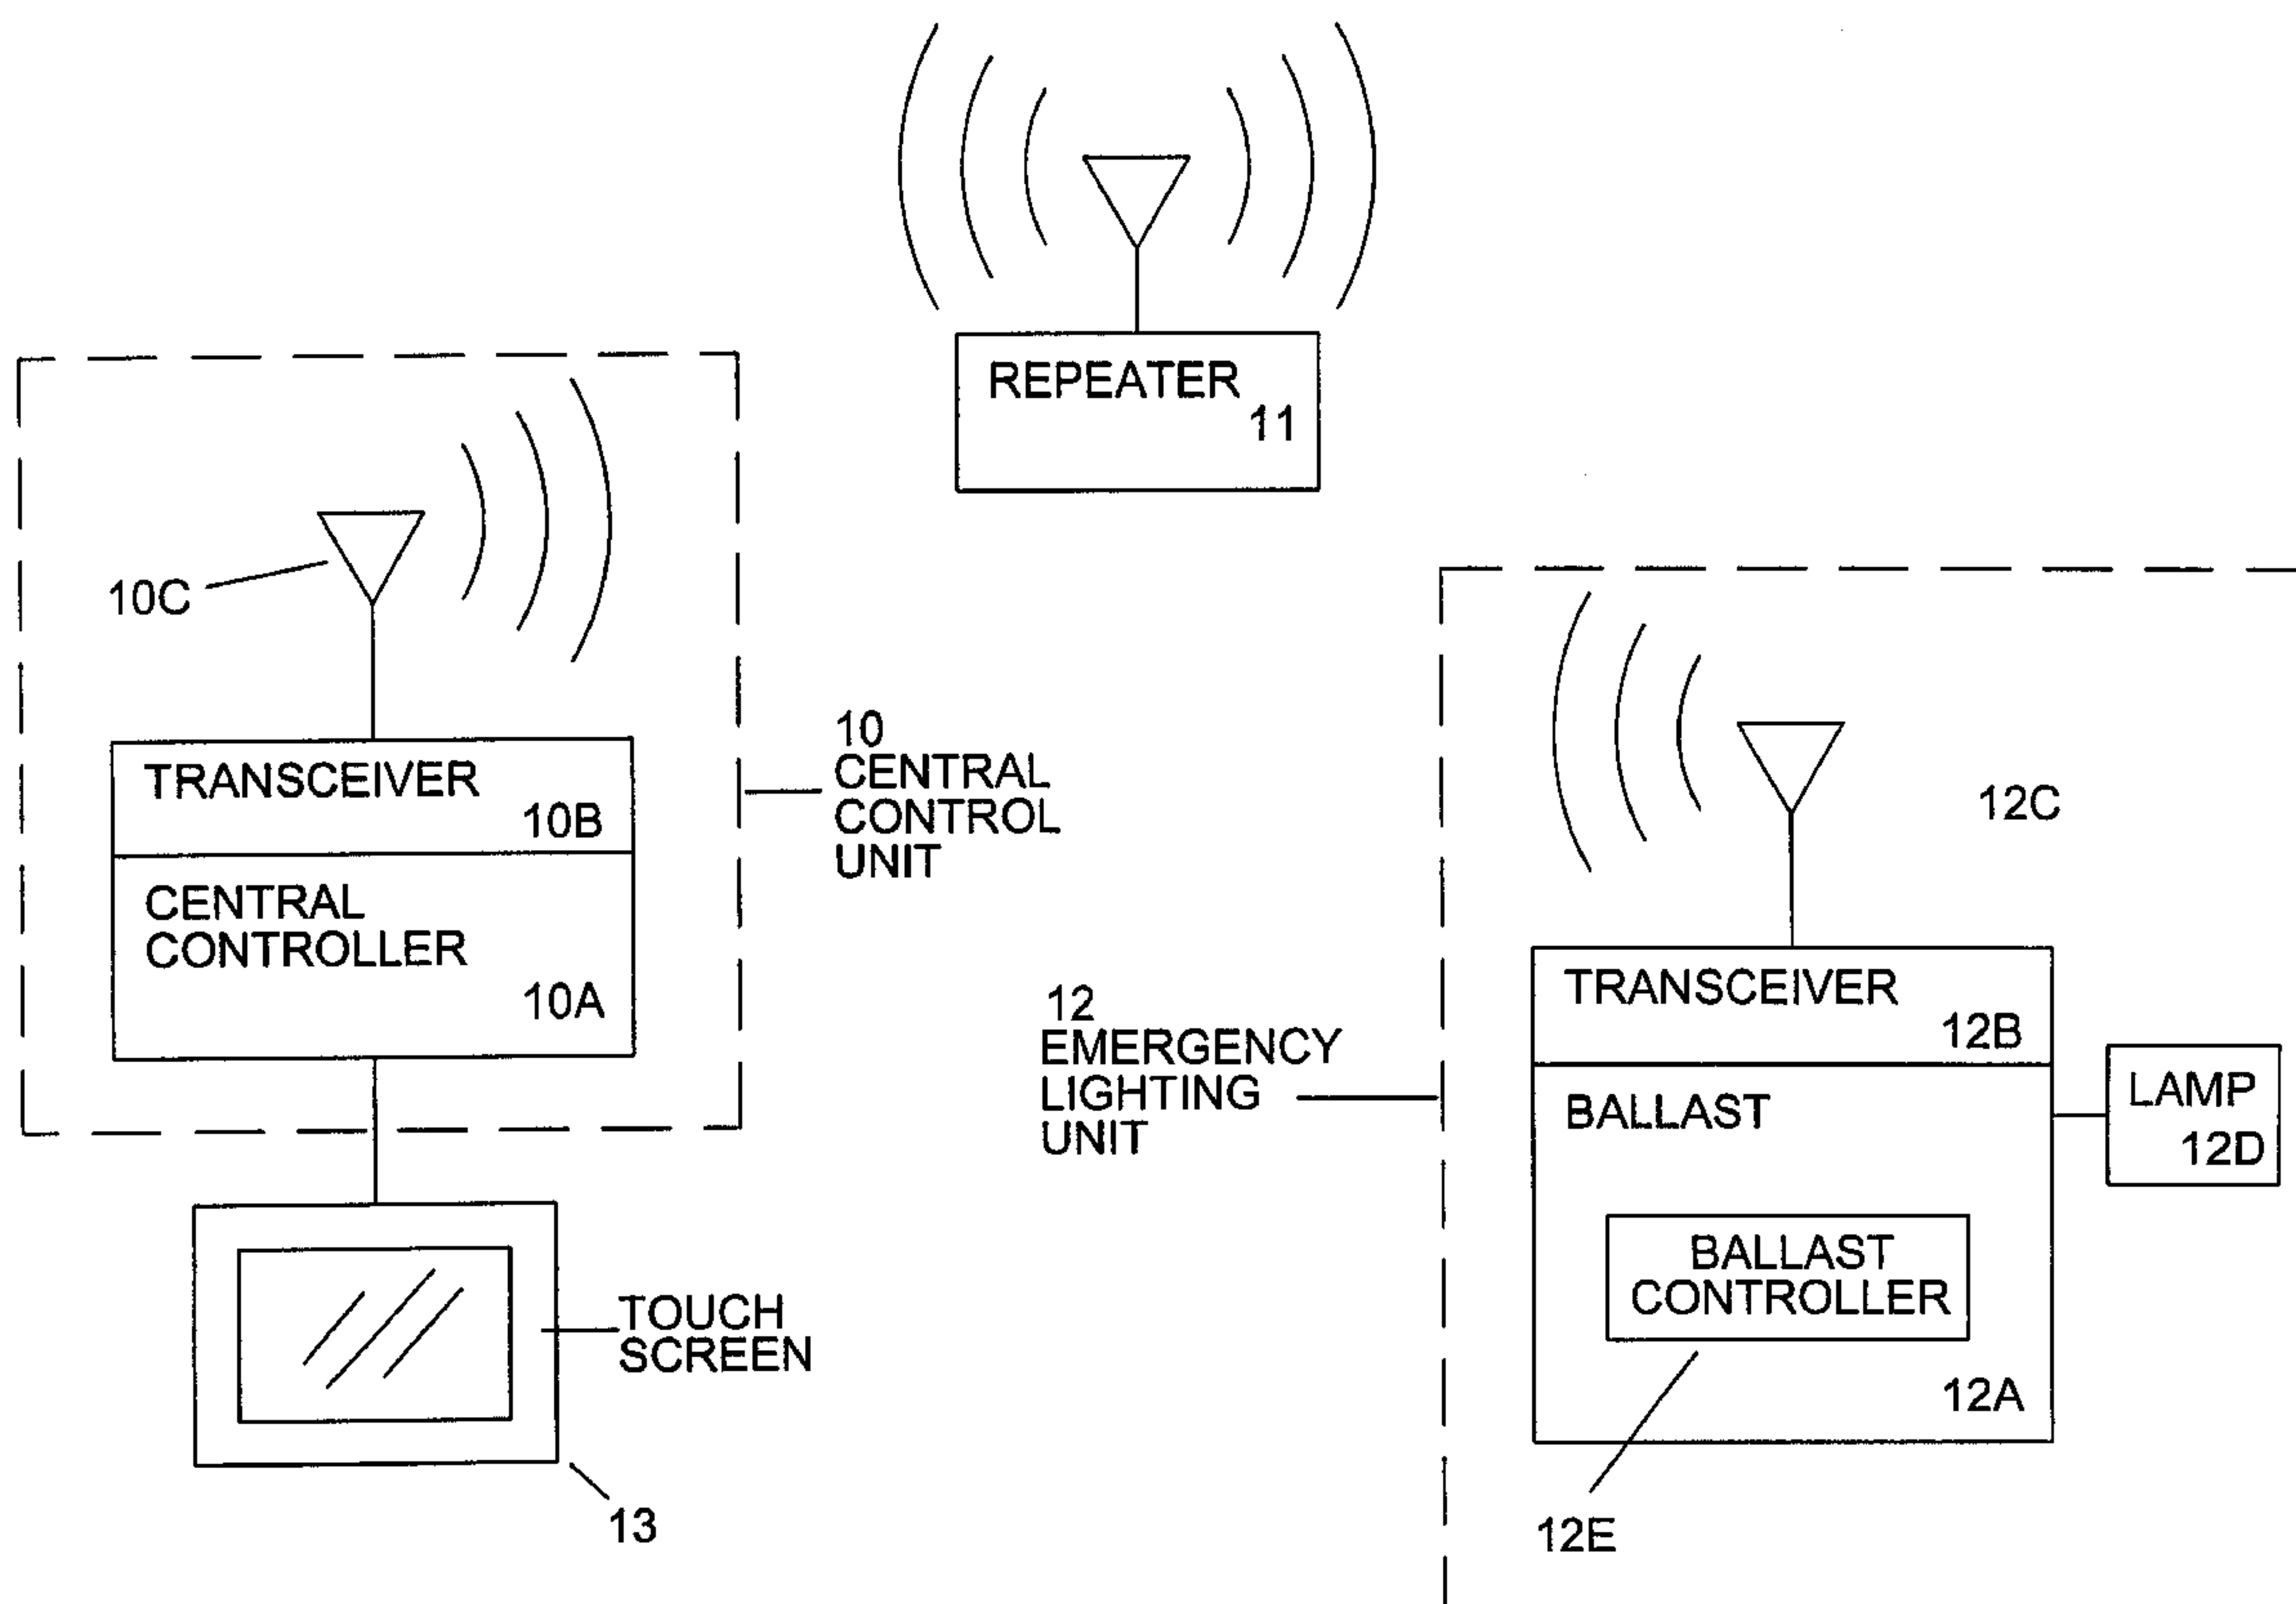 REPEATER
11
10C
TRANSCEIVER
10B
CENTRAL
CONTROLLER
10A
10
CENTRAL
CONTROL
UNIT
TOUCH
SCREEN
13
12
EMERGENCY
LIGHTING
UNIT
12C
TRANSCEIVER
12B
BALLAST
LAMP
12D
BALLAST
CONTROLLER
12A
12E